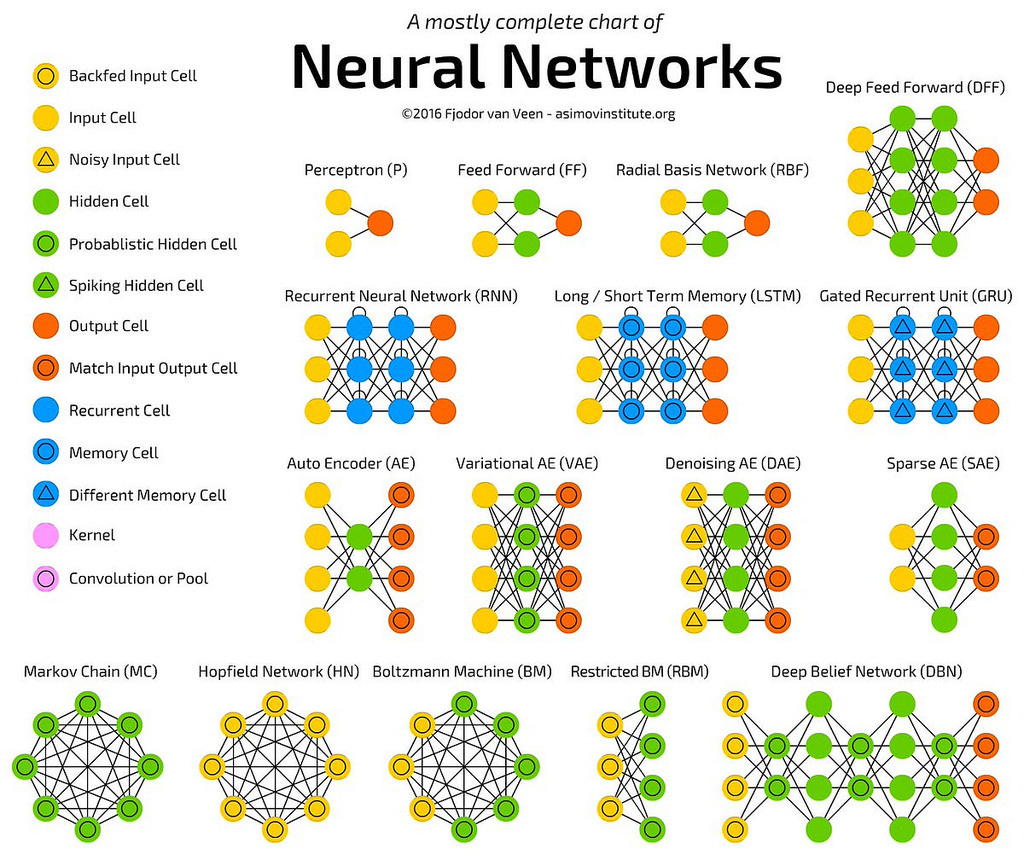 A mostly complete chart of
Neural Networks
©2016 Fjodor van Veen - asimovinstitute.org
Backfed Input Cell
Input Cell
Noisy Input Cell
Hidden Cell
Probablistic Hidden Cell
Spiking Hidden Cell
Output Cell
Match Input Output Cell
Recurrent Cell
Memory Cell
Different Memory Cell
Kernel
Convolution or Pool
Deep Feed Forward (DFF)
Perceptron (P)
Feed Forward (FF)
Radial Basis Network (RBF)
Recurrent Neural Network (RNN)
Long / Short Term Memory (LSTM)
Gated Recurrent Unit (GRU)
Auto Encoder (AE)
Variational AE (VAE)
Denoising AE (DAE)
Sparse AE (SAE)
Markov Chain (MC)
Hopfield Network (HN)
Boltzmann Machine (BM)
Restricted BM (RBM)
Deep Belief Network (DBN)